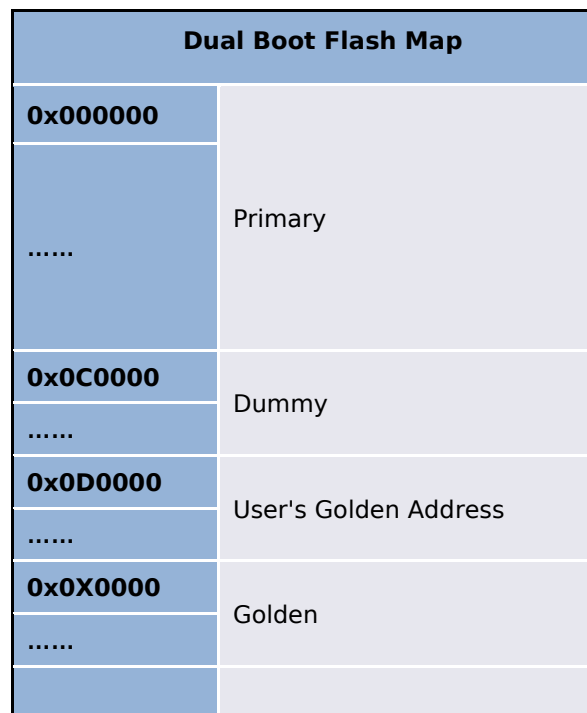 Dual Boot Flash Map
0x000000
Primary
......
0x0C0000
Dummy
......
0x0D0000
User's Golden Address
......
0x0X0000
Golden
......